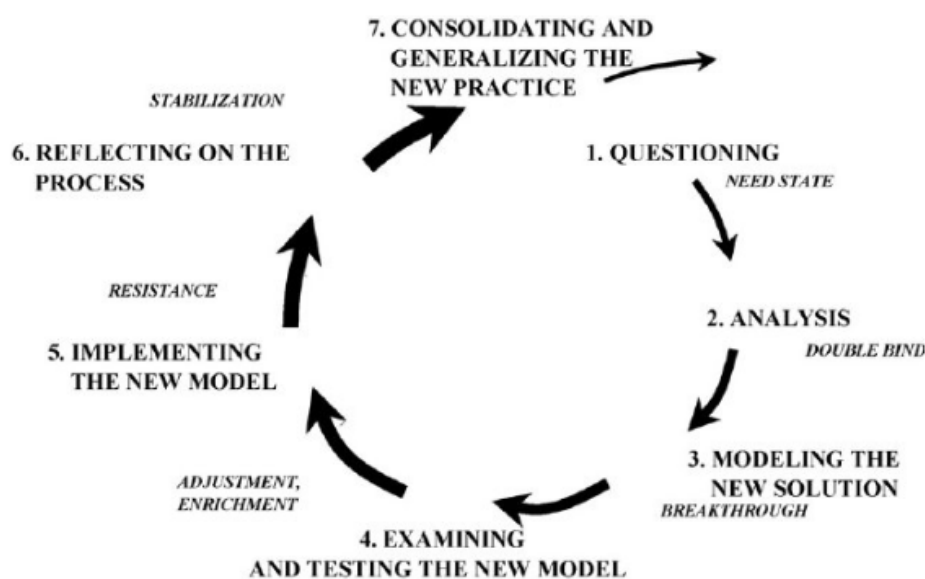 7. CONSOLIDATING AND
GENERALIZING THE
NEW PRACTICE
STABILIZATION
6. REFLECTING ON THE
PROCESS
1. QUESTIONING
NEED STATE
RESISTANCE
2. ANALYSIS
DOUBLE BIND
5. IMPLEMENTING
THE NEW MODEL
3. MODELING THE
NEW SOLUTION
BREAKTHROUGH
ADJUSTMENT,
ENRICHMENT
4. EXAMINING
AND TESTING THE NEW MODEL